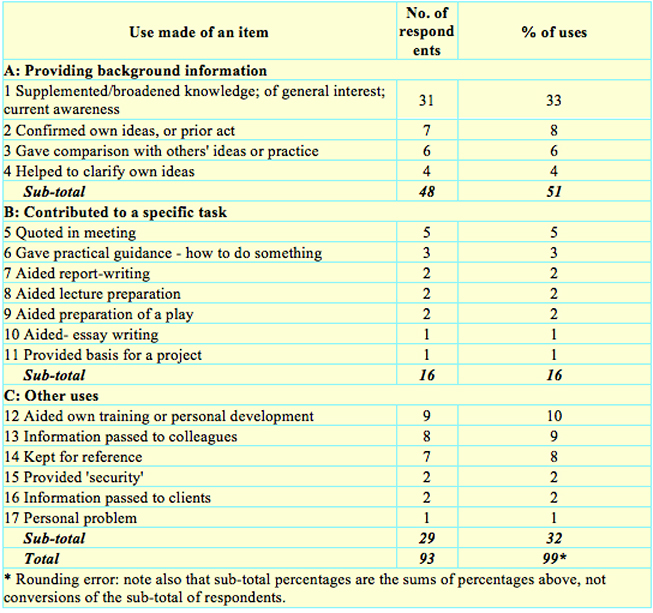 Use made of an item No. of respond ents % of uses
A: Providing background information
1 Supplemented/broadened knowledge; of general interest;
current awareness 31 33
2 Confirmed own ideas, or prior act 7 8
3 Gave comparison with others' ideas or practice 6 6
4 Helped to clarify own ideas 4 4
Sub-total 48 51
B: Contributed to a specific task
5 Quoted in meeting 5 5
6 Gave practical guidance - how to do something 3 3
7 Aided report-writing 2 2
8 Aided lecture preparation 2 2
9 Aided preparation of a play 2 2
10 Aided- essay writing 1 1
11 Provided basis for a project 1 1
Sub-total 16 16
C: Other uses
12 Aided own training or personal development 9 10
13 Information passed to colleagues 8 9
14 Kept for reference 7 8
15 Provided 'security' 2 2
16 Information passed to clients 2 2
17 Personal problem 1 1
Sub-total 29 32
Total 93 99*
* Rounding error: note also that sub-total percentages are the sums of percentages above, not
conversions of the sub-total of respondents.